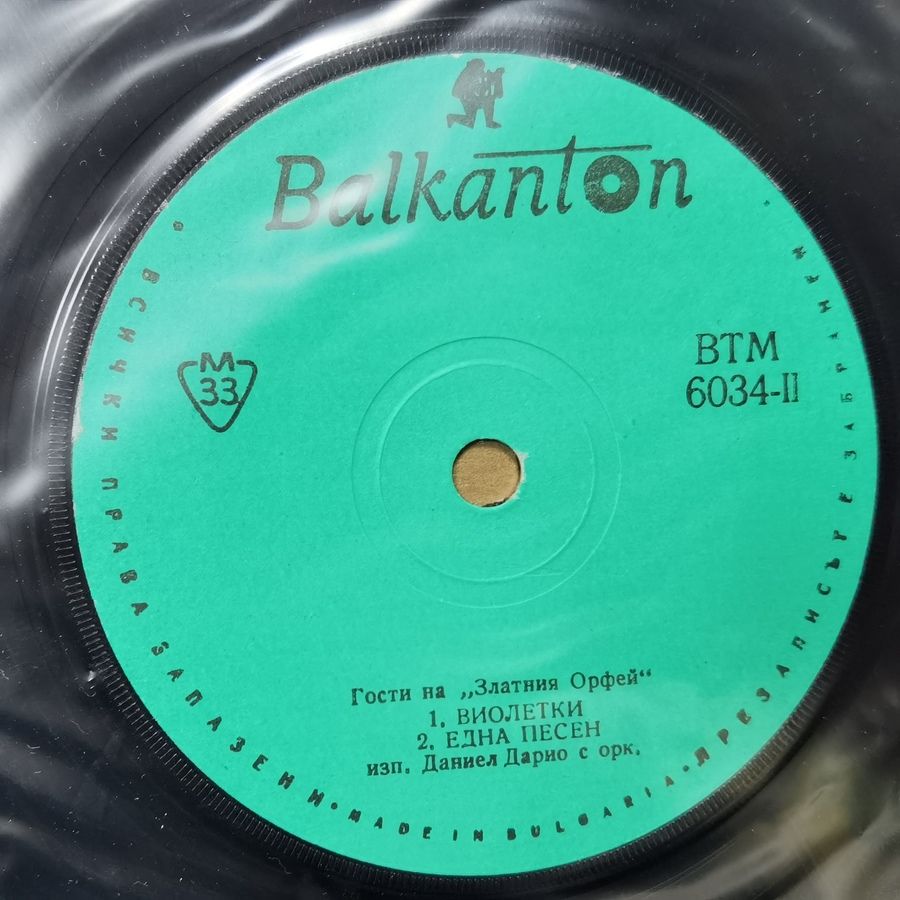 Balkanton
М
33
ВТМ
6034-II
Гости на „Златния Орфей“
1. ВИОЛЕТКИ
2. ЕДНА ПЕСЕН
изп. Даниел Дарио с орк.
ВСИЧКИ ПРАВА ЗАПАЗЕНИ • MADE IN BULGARIA • ПРЕЗАПИСЪТ Е ЗАБРАНЕН